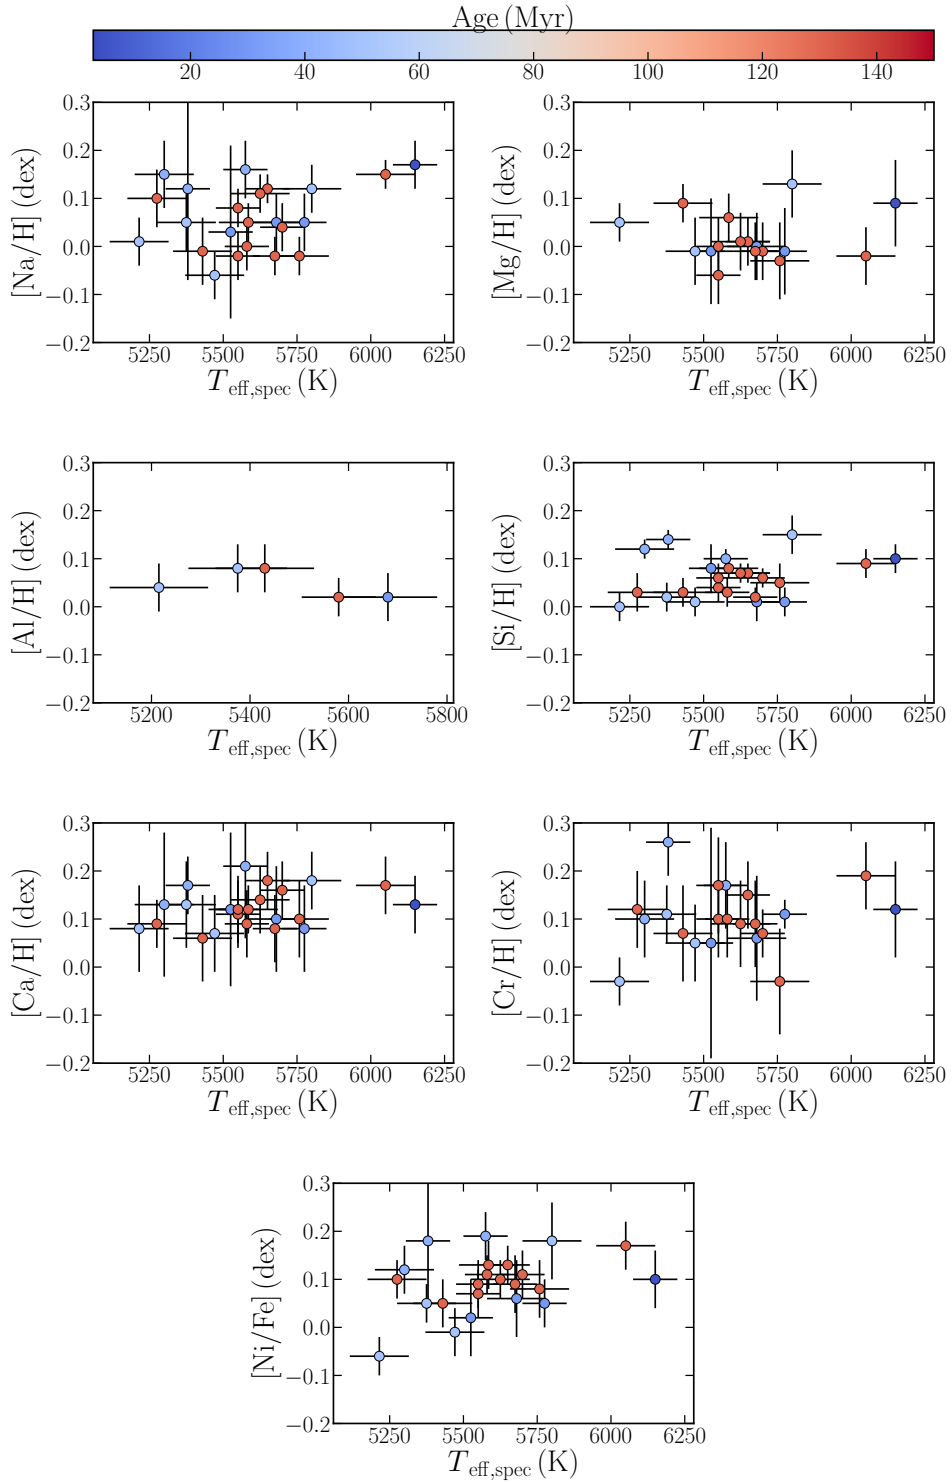 Age (Myr)
20 40 60 80 100 120 140
[Na/H] (dex)
0.3
0.2
0.1
0.0
−0.1
−0.2
5250 5500 5750 6000 6250
T_eff,spec (K)
[Mg/H] (dex)
0.3
0.2
0.1
0.0
−0.1
−0.2
5250 5500 5750 6000 6250
T_eff,spec (K)
[Al/H] (dex)
0.3
0.2
0.1
0.0
−0.1
−0.2
5200 5400 5600 5800
T_eff,spec (K)
[Si/H] (dex)
0.3
0.2
0.1
0.0
−0.1
−0.2
5250 5500 5750 6000 6250
T_eff,spec (K)
[Ca/H] (dex)
0.3
0.2
0.1
0.0
−0.1
−0.2
5250 5500 5750 6000 6250
T_eff,spec (K)
[Cr/H] (dex)
0.3
0.2
0.1
0.0
−0.1
−0.2
5250 5500 5750 6000 6250
T_eff,spec (K)
[Ni/Fe] (dex)
0.3
0.2
0.1
0.0
−0.1
−0.2
5250 5500 5750 6000 6250
T_eff,spec (K)